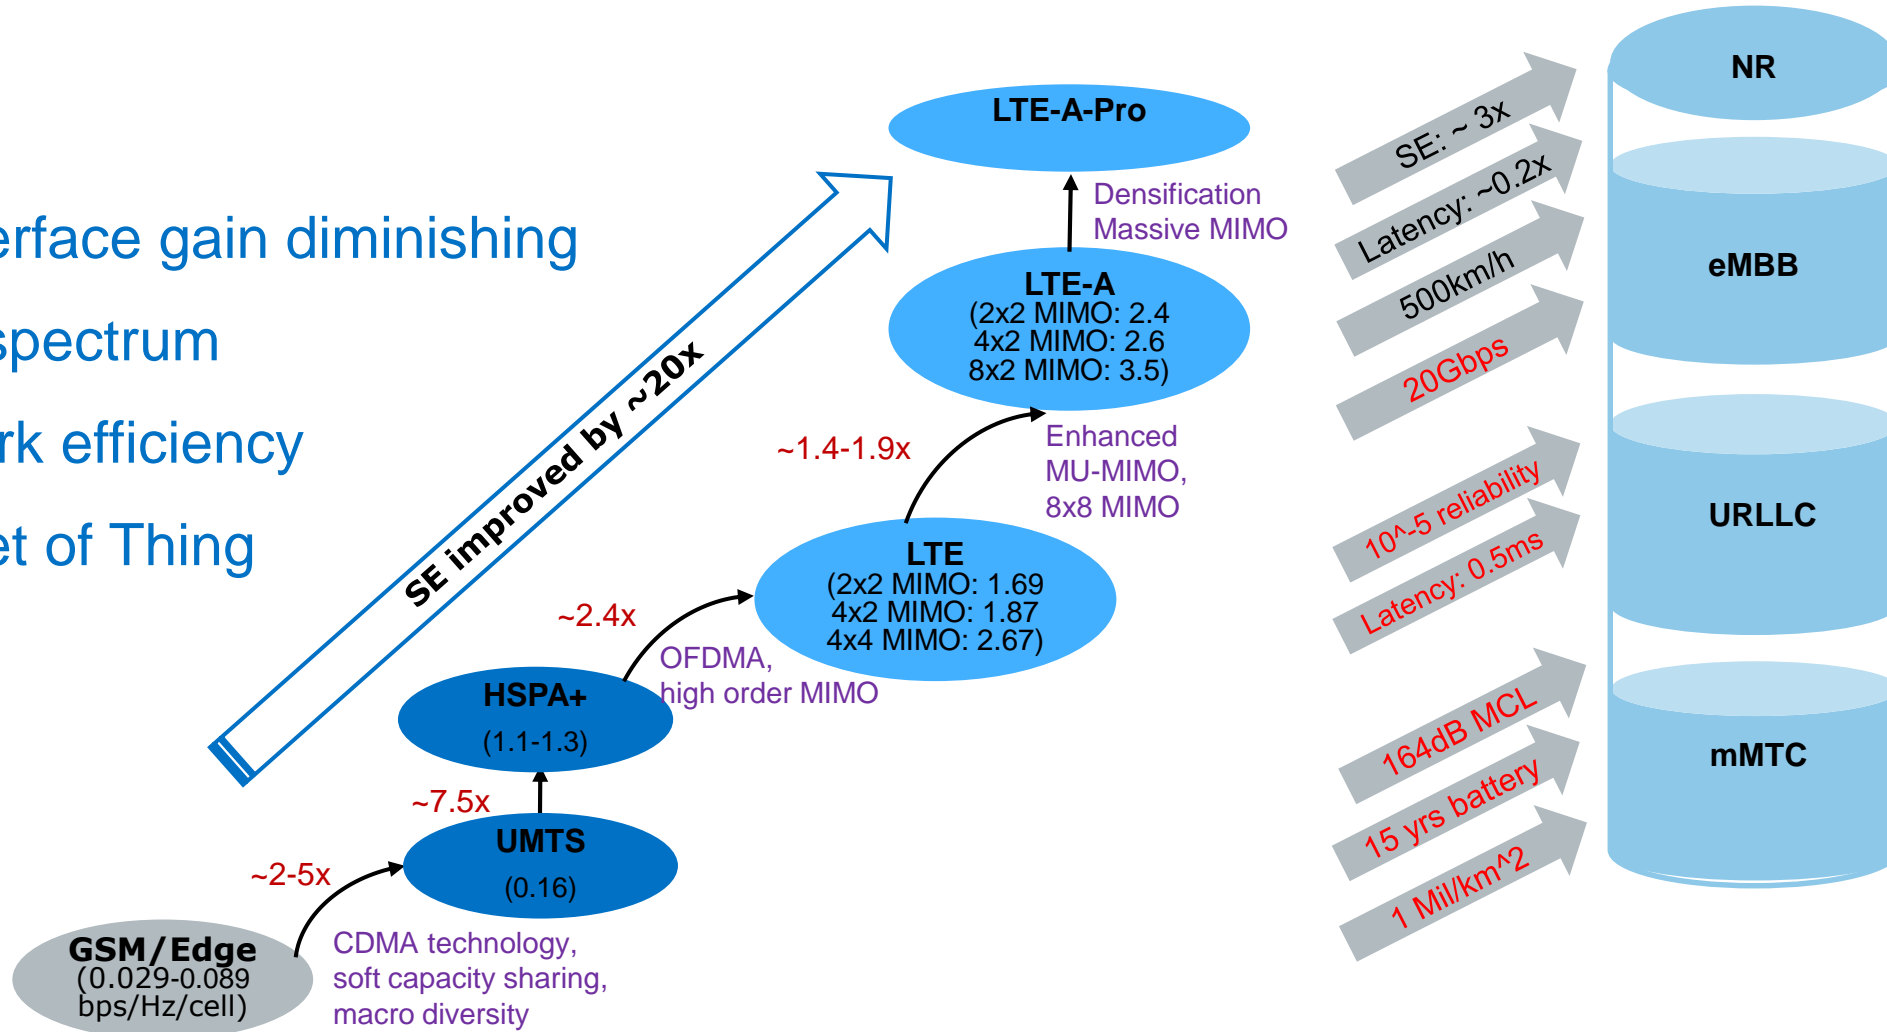 erface gain diminishing
spectrum
rk efficiency
et of Thing
SE improved by ~20x
LTE-A-Pro
Densification
Massive MIMO
LTE-A
(2x2 MIMO: 2.4
4x2 MIMO: 2.6
8x2 MIMO: 3.5)
~1.4-1.9x
Enhanced
MU-MIMO,
8x8 MIMO
LTE
(2x2 MIMO: 1.69
4x2 MIMO: 1.87
4x4 MIMO: 2.67)
~2.4x
OFDMA,
high order MIMO
HSPA+
(1.1-1.3)
~7.5x
UMTS
(0.16)
~2-5x
CDMA technology,
soft capacity sharing,
macro diversity
GSM/Edge
(0.029-0.089
bps/Hz/cell)
SE: ~ 3x
Latency: ~0.2x
500km/h
20Gbps
10^-5 reliability
Latency: 0.5ms
164dB MCL
15 yrs battery
1 Mil/km^2
NR
eMBB
URLLC
mMTC